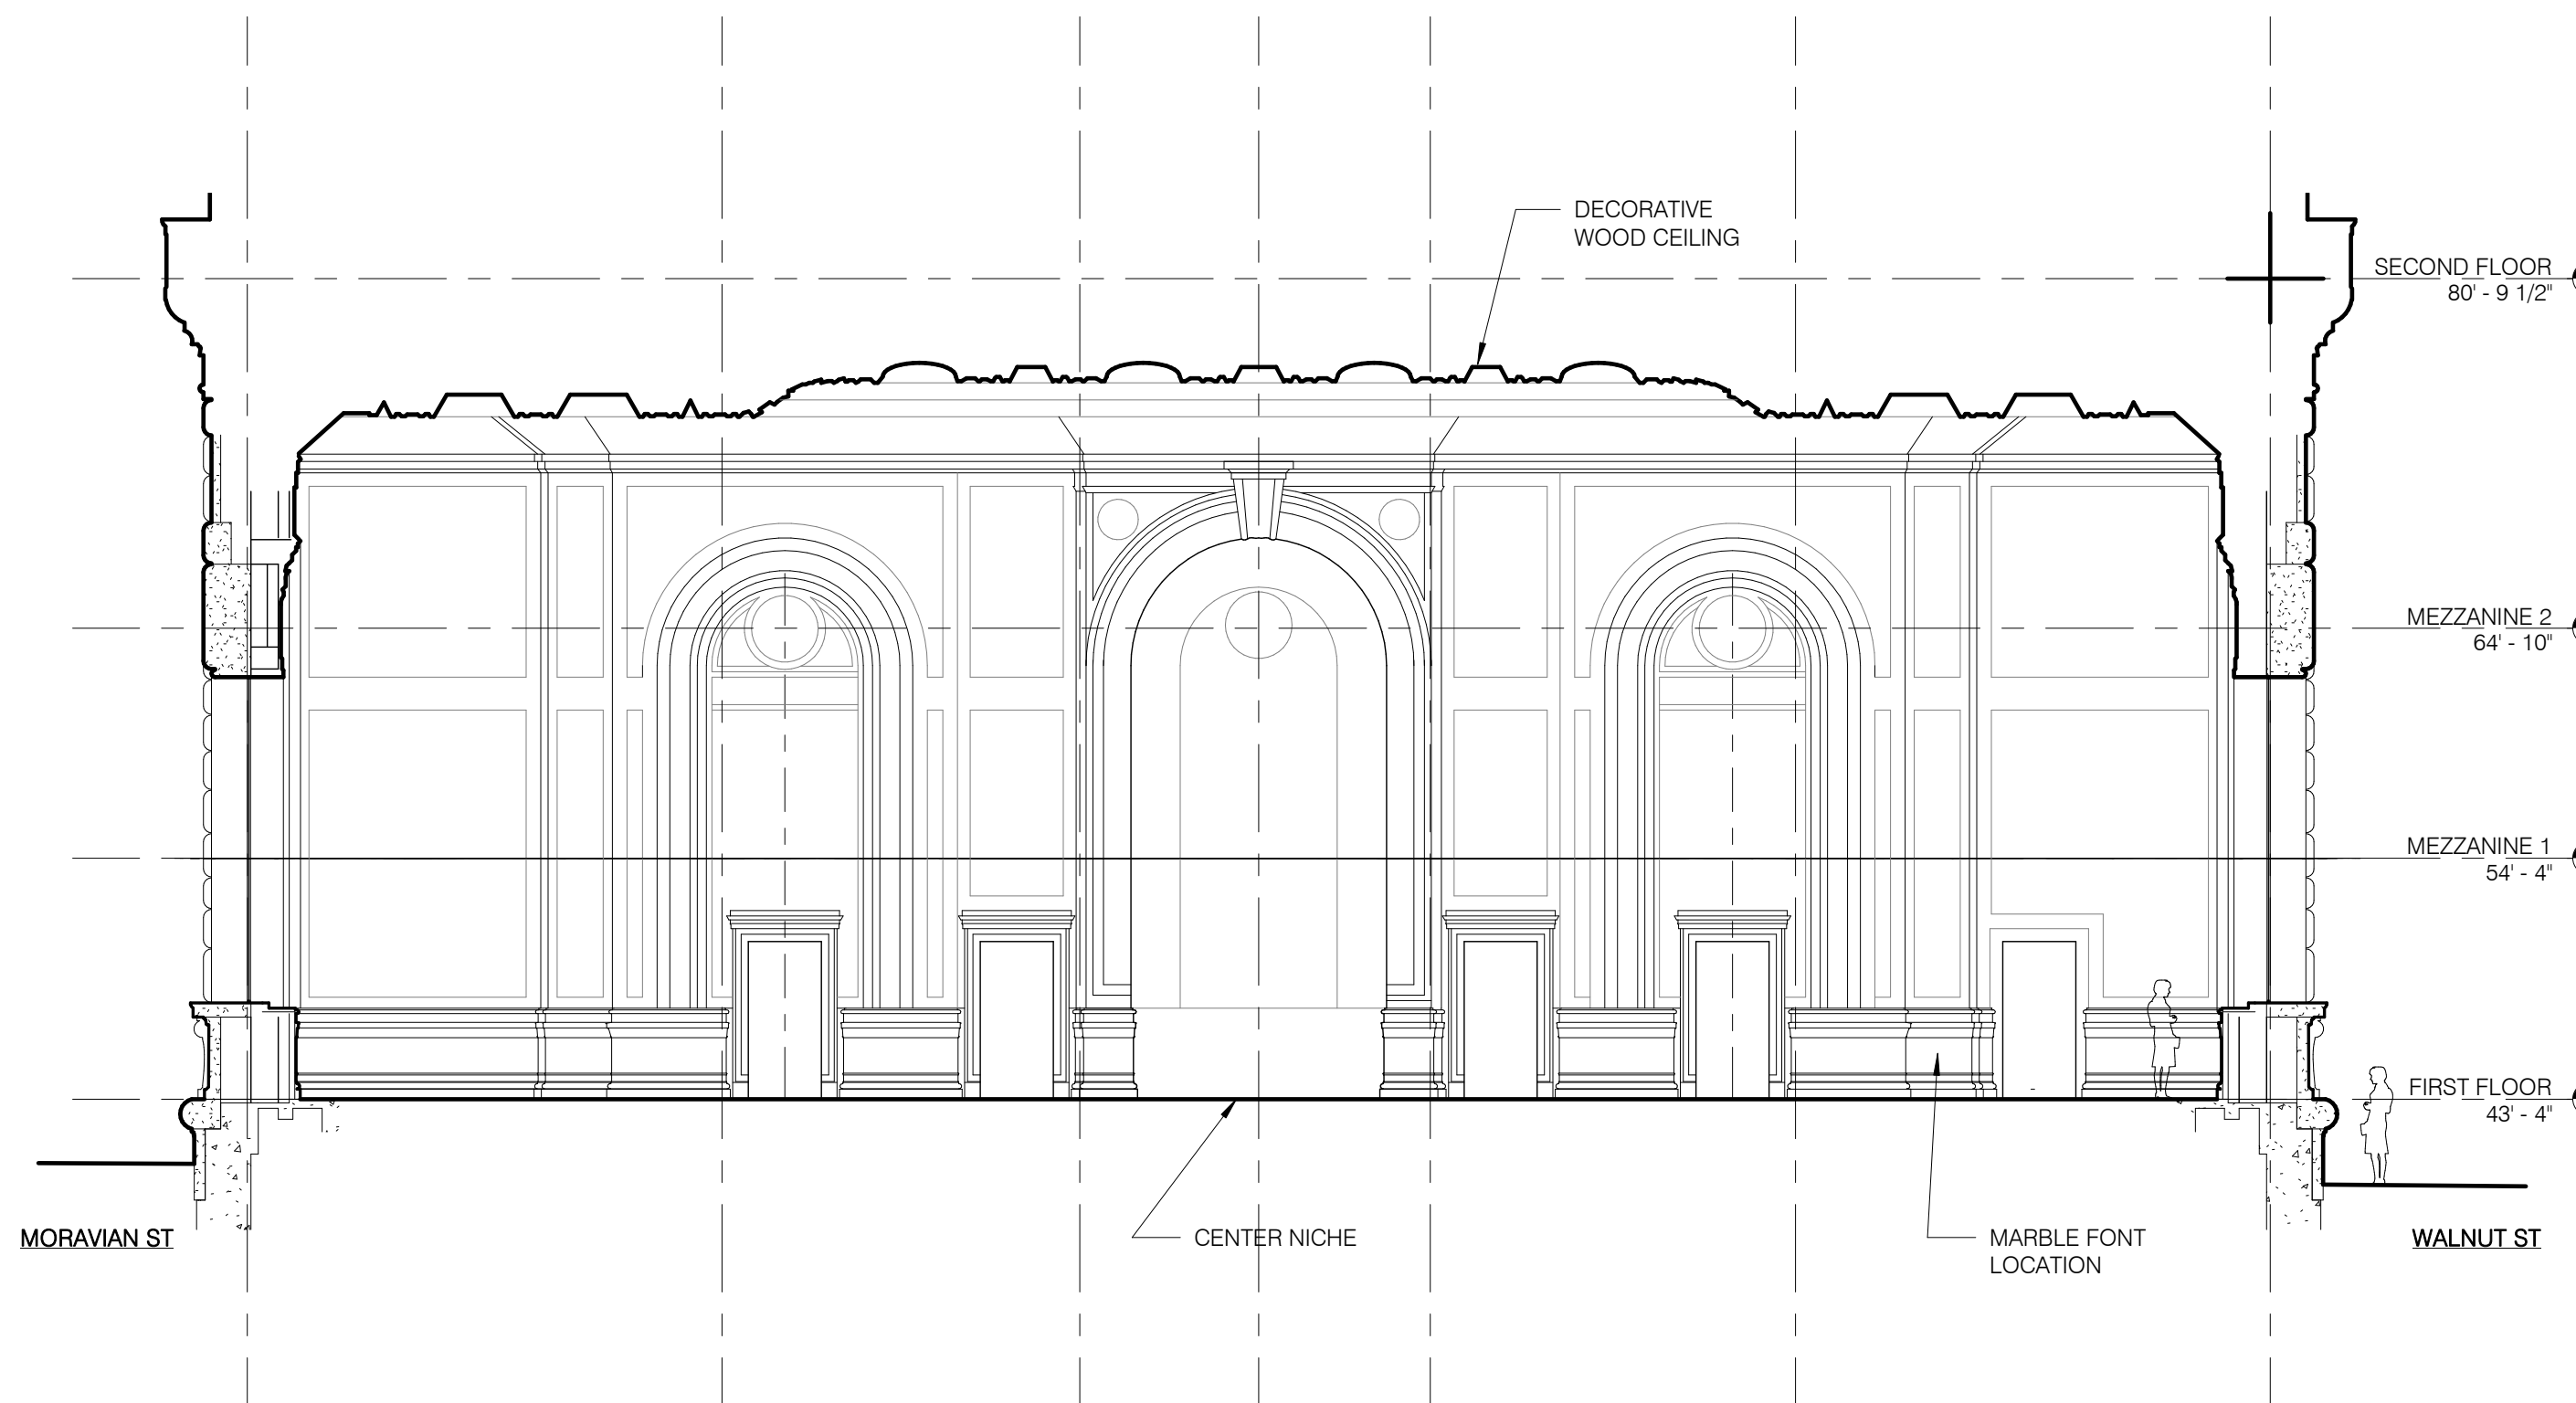 DECORATIVE
WOOD CEILING
SECOND FLOOR
80' - 9 1/2"
MEZZANINE 2
64' - 10"
MEZZANINE 1
54' - 4"
FIRST FLOOR
43' - 4"
MORAVIAN ST
CENTER NICHE
MARBLE FONT
LOCATION
WALNUT ST